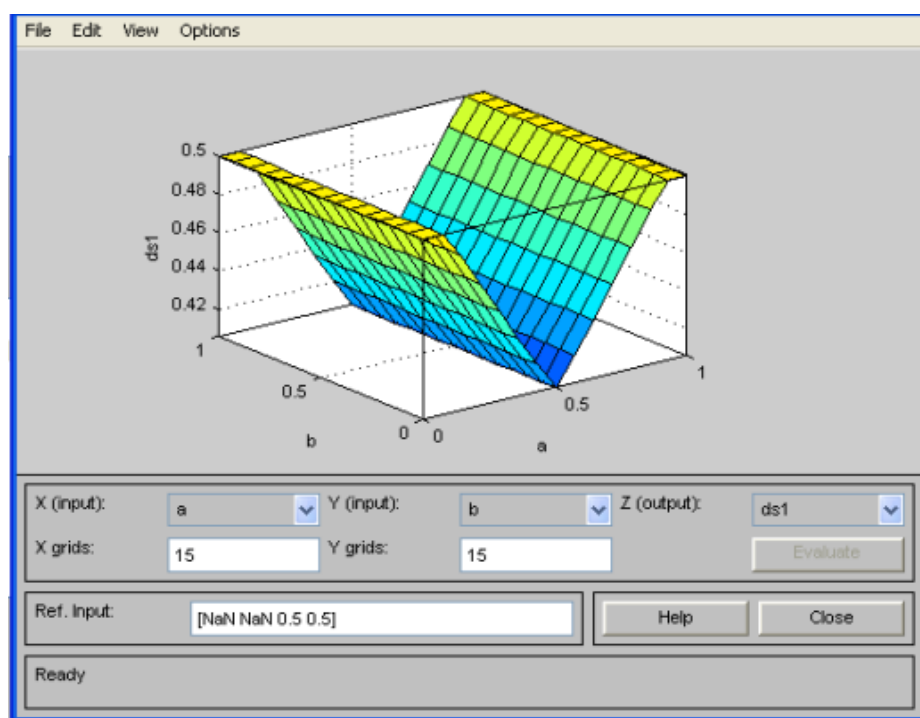 File Edit View Options
0.5
0.48
0.46
0.44
0.42
ds1
1
0.5
0
b
0
0.5
1
a
X (input): a Y (input): b Z (output): ds1
X grids: 15 Y grids: 15 Evaluate
Ref. Input: [NaN NaN 0.5 0.5] Help Close
Ready